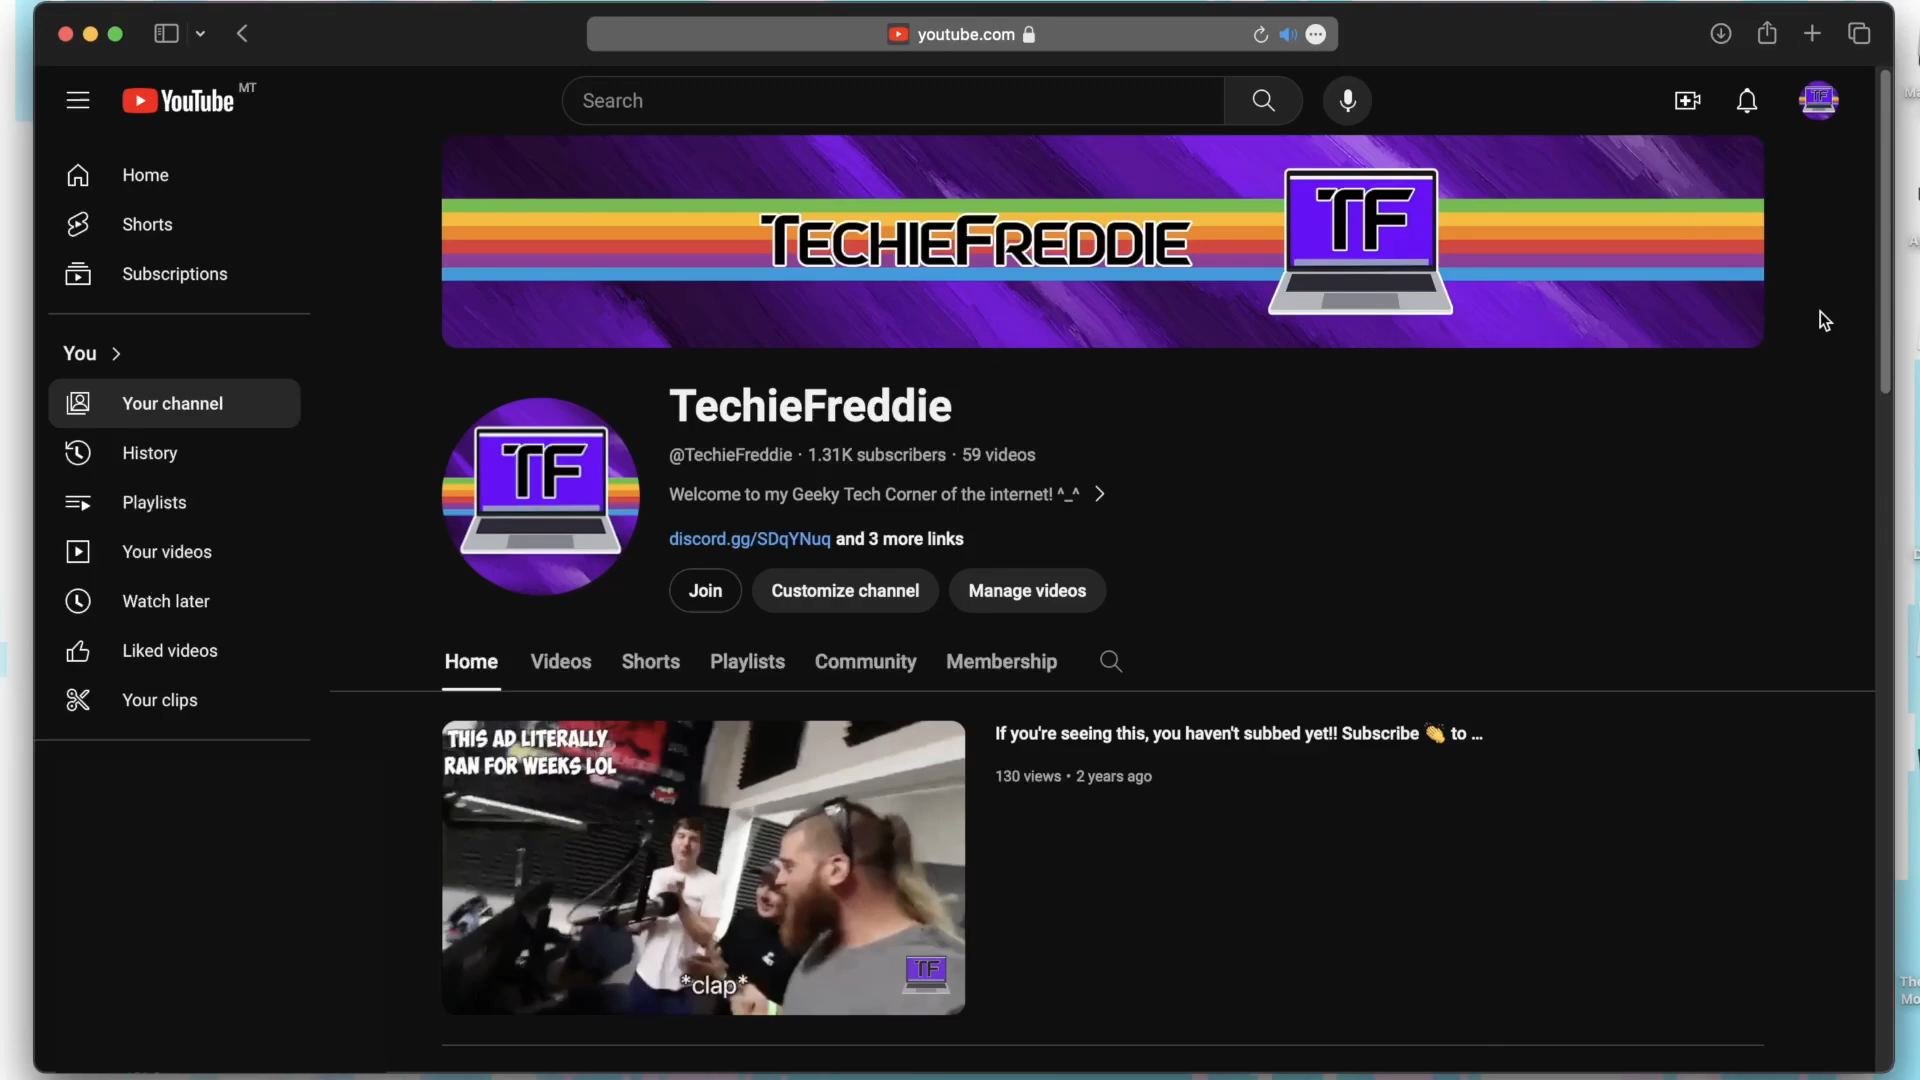 youtube.com
YouTube MT
Search
TF
Home
Shorts
Subscriptions
You
Your channel
History
Playlists
Your videos
Watch later
Liked videos
Your clips
TECHIEFREDDIE
TF
TF
TechieFreddie
@TechieFreddie · 1.31K subscribers · 59 videos
Welcome to my Geeky Tech Corner of the internet! ^_^
discord.gg/SDqYNuq and 3 more links
Join
Customize channel
Manage videos
Home
Videos
Shorts
Playlists
Community
Membership
THIS AD LITERALLY
RAN FOR WEEKS LOL
*clap*
TF
If you're seeing this, you haven't subbed yet!! Subscribe 👏 to ...
130 views • 2 years ago
The
Mo